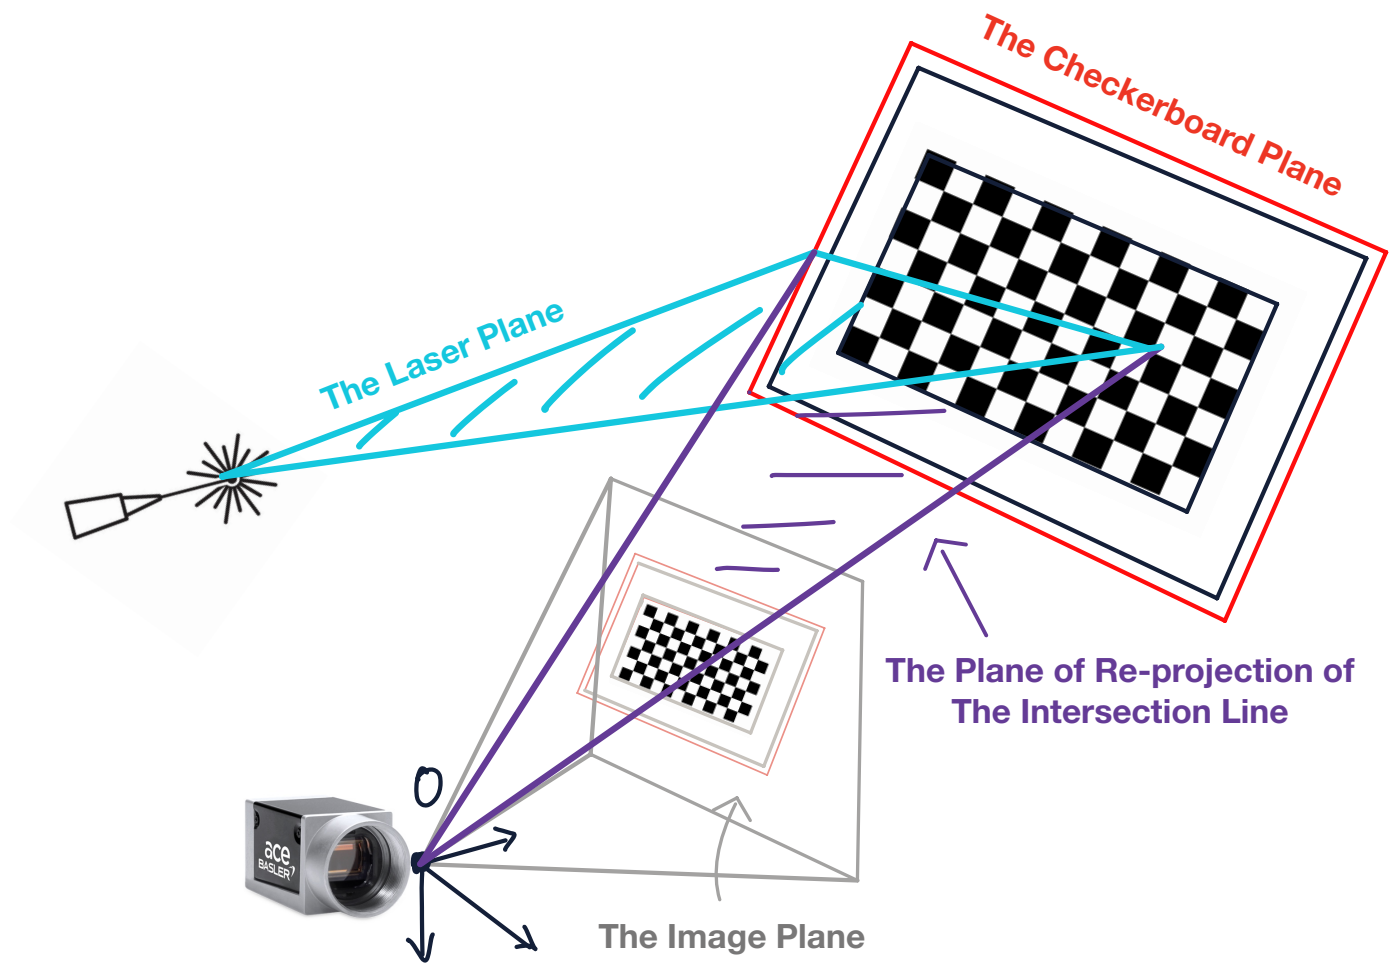 The Checkerboard Plane
The Laser Plane
The Plane of Re-projection of
The Intersection Line
O
ace
BASLER
The Image Plane